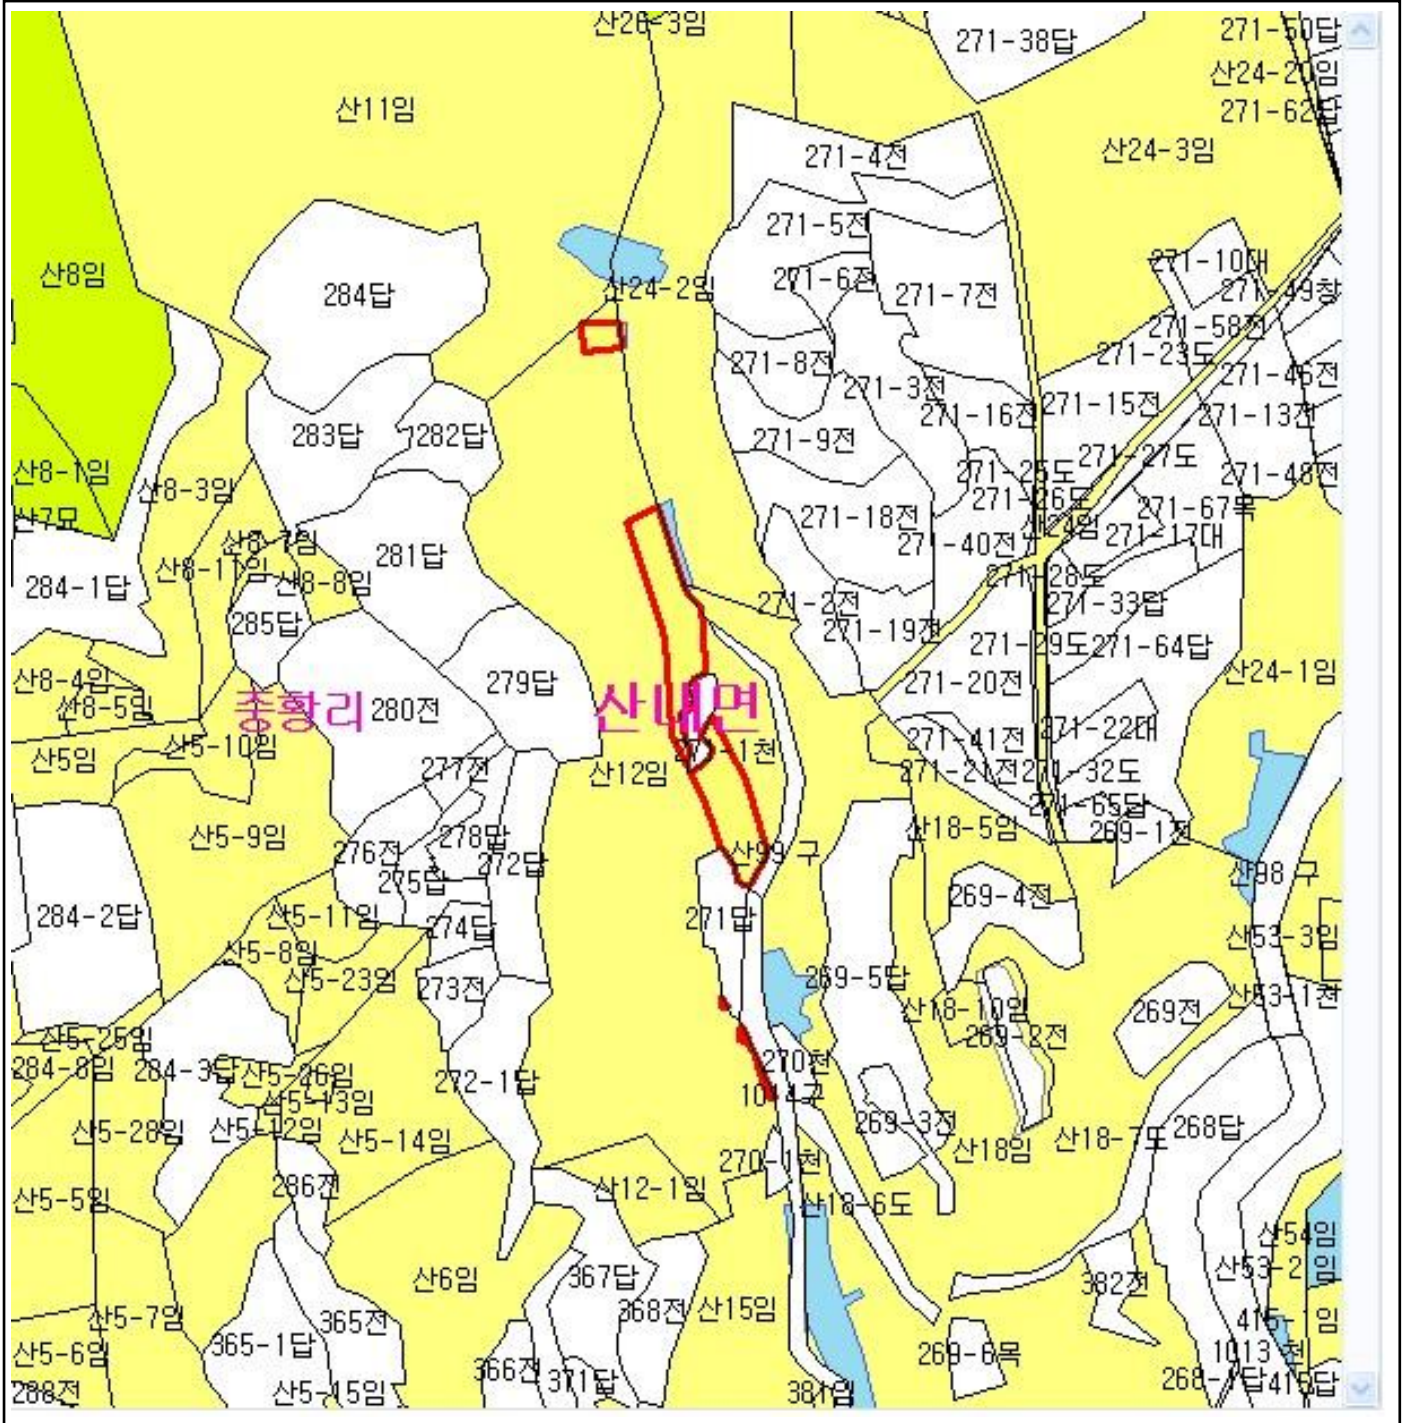 산26-3임
271-38답
271-50답
산24-20임
271-62답
산11임
산24-3임
271-4전
271-5전
산8임
284답
산24-2임
271-6전
271-7전
271-10대
271-49창
271-58전
271-23도
271-8전
271-3전
271-46전
283답
282답
271-9전
271-16전
271-15전
271-13전
산8-1임
산8-3임
271-25도
271-27도
271-48전
산7묘
271-26도
271-67목
271-18전
산24임
271-17대
산8-7임
281답
271-40전
284-1답
산8-11임
산8-8임
271-28도
271-2전
271-33답
285답
271-19전
271-29도
271-64답
산8-4임
279답
271-20전
산24-1임
산8-5임
중황리
280전
산내면
271-41전
271-22대
산5임
산5-10임
277전
산12임
271-1천
271-21전
271-32도
271-65답
산5-9임
278답
산18-5임
269-1전
276전
272답
산99 구
275답
산98 구
269-4전
284-2답
산5-11임
274답
271답
산5-8임
산53-3임
산5-23임
273전
269-5답
산53-1천
산18-10임
269전
산5-25임
269-2전
284-8임
284-3답
산5-26임
272-1답
270천
1014구
산5-13임
산5-28임
산5-12임
산5-14임
269-3전
산18임
산18-7도
268답
270-1천
286전
산5-5임
산12-1임
산18-6도
산54임
산6임
367답
382전
산53-2임
산5-7임
365전
368전
산15임
415-1임
365-1답
산5-6임
269-6목
1013 천
288전
산5-15임
366전
371답
381임
268-1답
415답